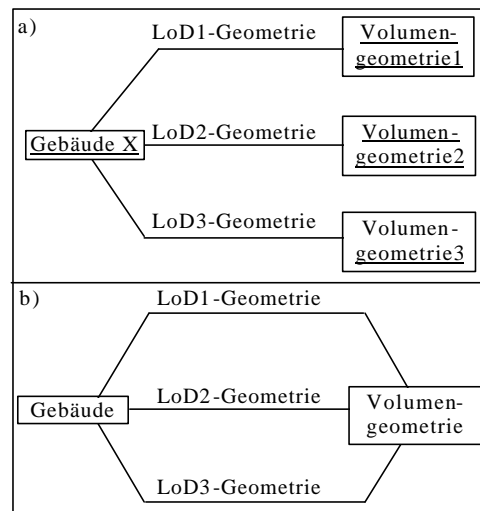 a)
LoD1-Geometrie
Volumen-
geometrie1
Gebäude X
LoD2-Geometrie
Volumen-
geometrie2
LoD3-Geometrie
Volumen-
geometrie3
b)
LoD1-Geometrie
Gebäude
LoD2-Geometrie
Volumen-
geometrie
LoD3-Geometrie